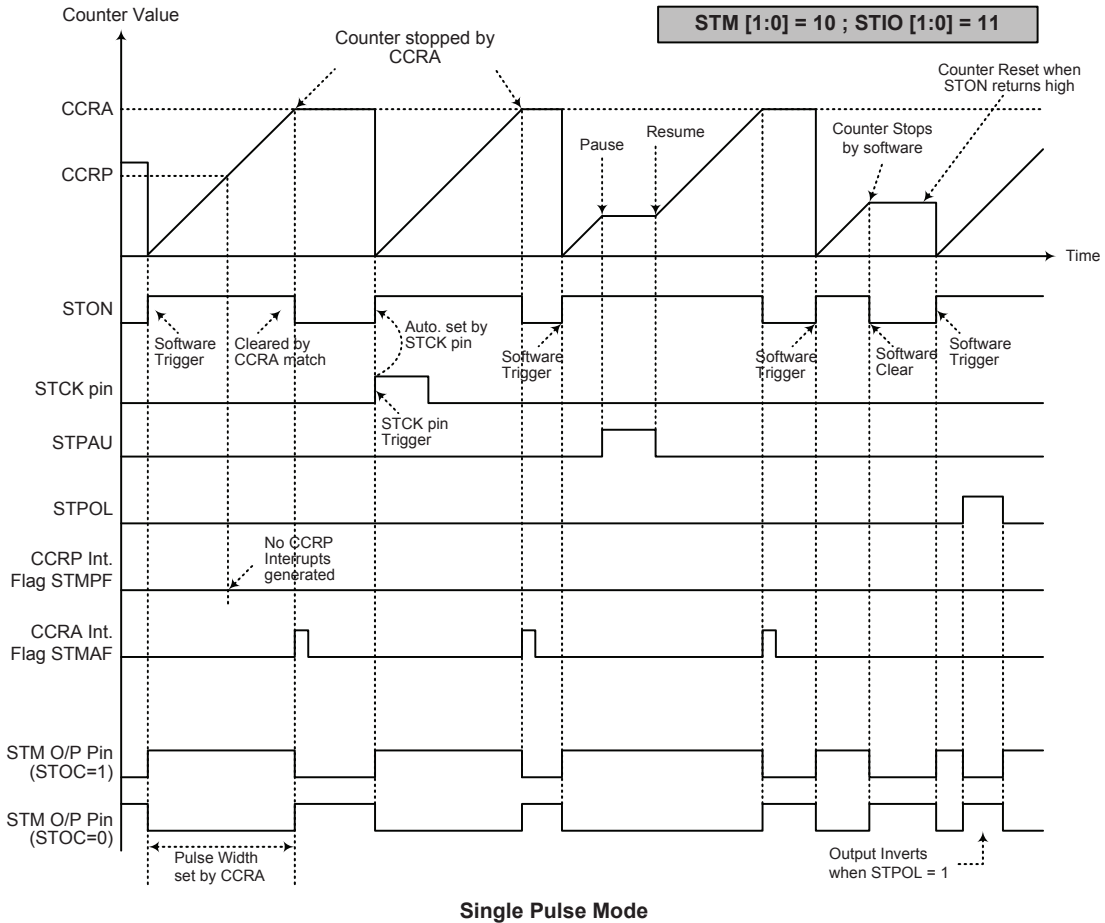 Counter Value
STM [1:0] = 10 ; STIO [1:0] = 11
Counter stopped by
CCRA
Counter Reset when
STON returns high
CCRA
Pause
Resume
Counter Stops
by software
CCRP
Time
STON
Software
Trigger
Cleared by
CCRA match
Auto. set by
STCK pin
Software
Trigger
Software
Trigger
Software
Clear
Software
Trigger
STCK pin
STCK pin
Trigger
STPAU
STPOL
No CCRP
Interrupts
generated
CCRP Int.
Flag STMPF
CCRA Int.
Flag STMAF
STM O/P Pin
(STOC=1)
STM O/P Pin
(STOC=0)
Pulse Width
set by CCRA
Output Inverts
when STPOL = 1
Single Pulse Mode